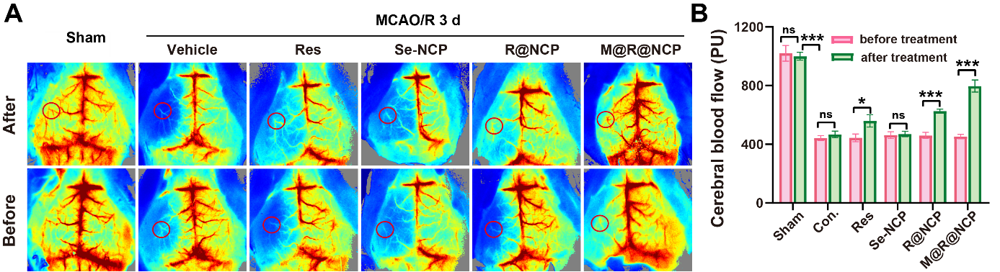 A
MCAO/R 3 d
Sham
Vehicle
Res
Se-NCP
R@NCP
M@R@NCP
After
Before
B
Cerebral blood flow (PU)
1200
800
400
0
ns
***
ns
*
ns
***
***
before treatment
after treatment
Sham
Con.
Res
Se-NCP
R@NCP
M@R@NCP